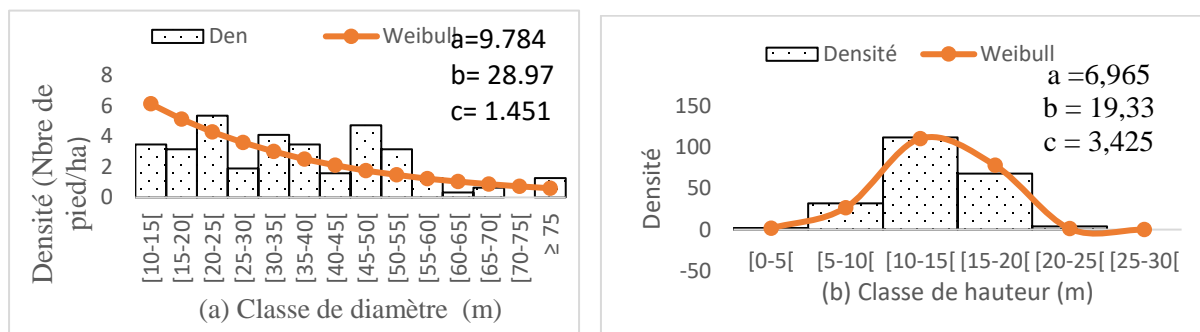 Den Weibull
a=9.784
b= 28.97
c= 1.451
Densité (Nbre de
pied/ha)
8
6
4
2
0
[10-15[
[15-20[
[20-25[
[25-30[
[30-35[
[35-40[
[40-45[
[45-50[
[50-55[
[55-60[
[60-65[
[65-70[
[70-75[
≥ 75
(a) Classe de diamètre (m)
Densité Weibull
a =6,965
b = 19,33
c = 3,425
Densité
150
100
50
0
-50
[0-5[ [5-10[ [10-15[ [15-20[ [20-25[ [25-30[
(b) Classe de hauteur (m)